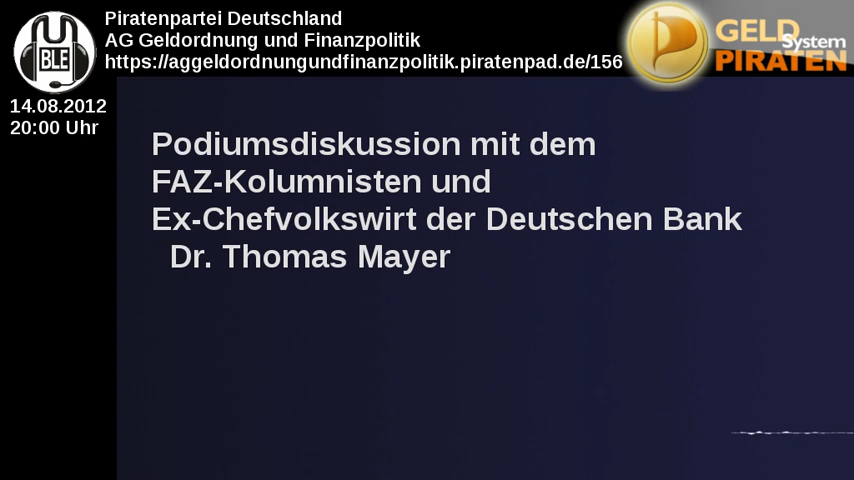 Piratenpartei Deutschland
AG Geldordnung und Finanzpolitik
https://aggeldordnungundfinanzpolitik.piratenpad.de/156
BLE
GELD
System
PIRATEN
14.08.2012
20:00 Uhr
Podiumsdiskussion mit dem
FAZ-Kolumnisten und
Ex-Chefvolkswirt der Deutschen Bank
Dr. Thomas Mayer